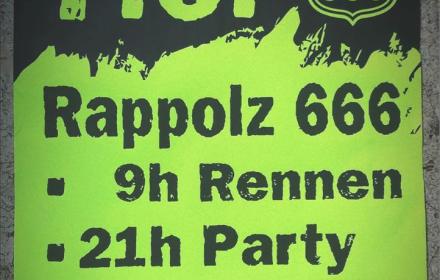 Rappolz 666
▪ 9h Rennen
▪ 21h Party